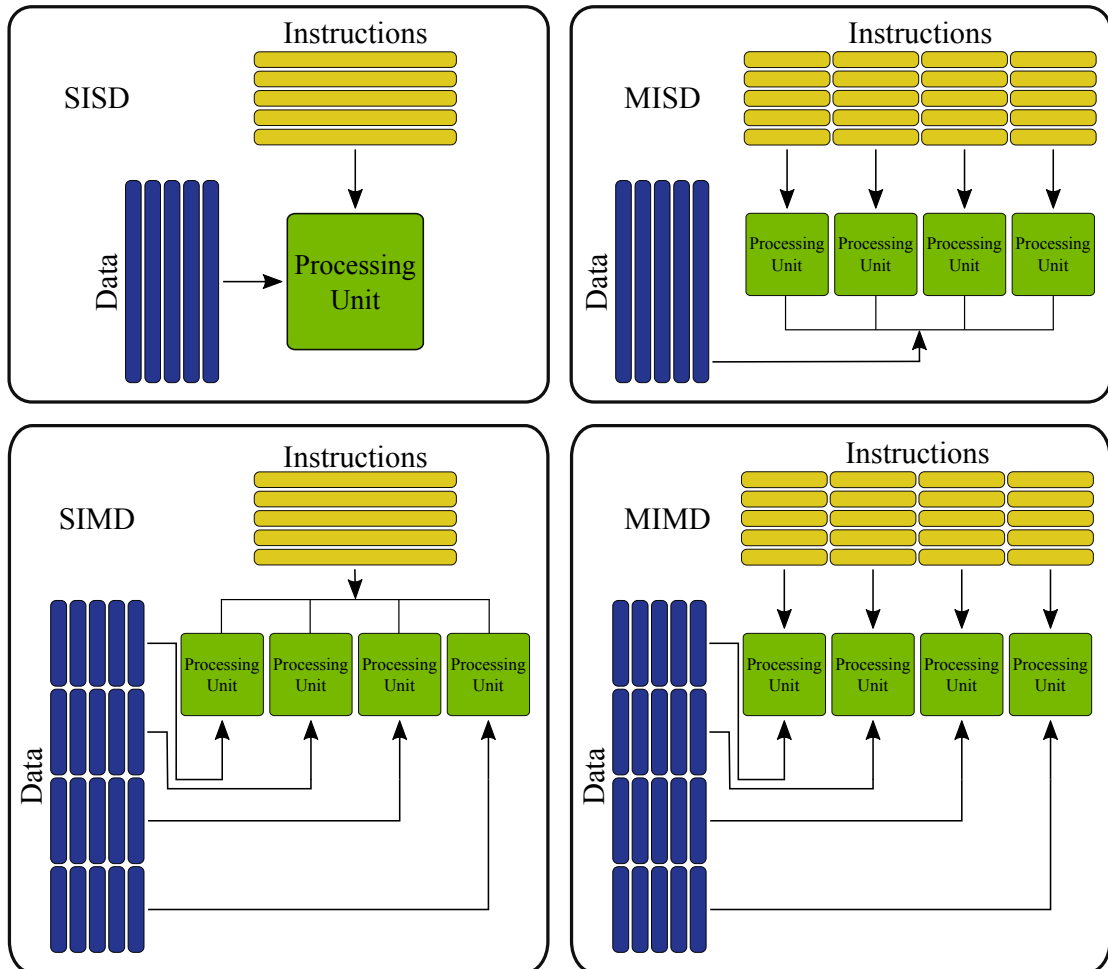 Instructions
SISD
Data
Processing
Unit
Instructions
MISD
Data
Processing
Unit
Processing
Unit
Processing
Unit
Processing
Unit
Instructions
SIMD
Data
Processing
Unit
Processing
Unit
Processing
Unit
Processing
Unit
Instructions
MIMD
Data
Processing
Unit
Processing
Unit
Processing
Unit
Processing
Unit